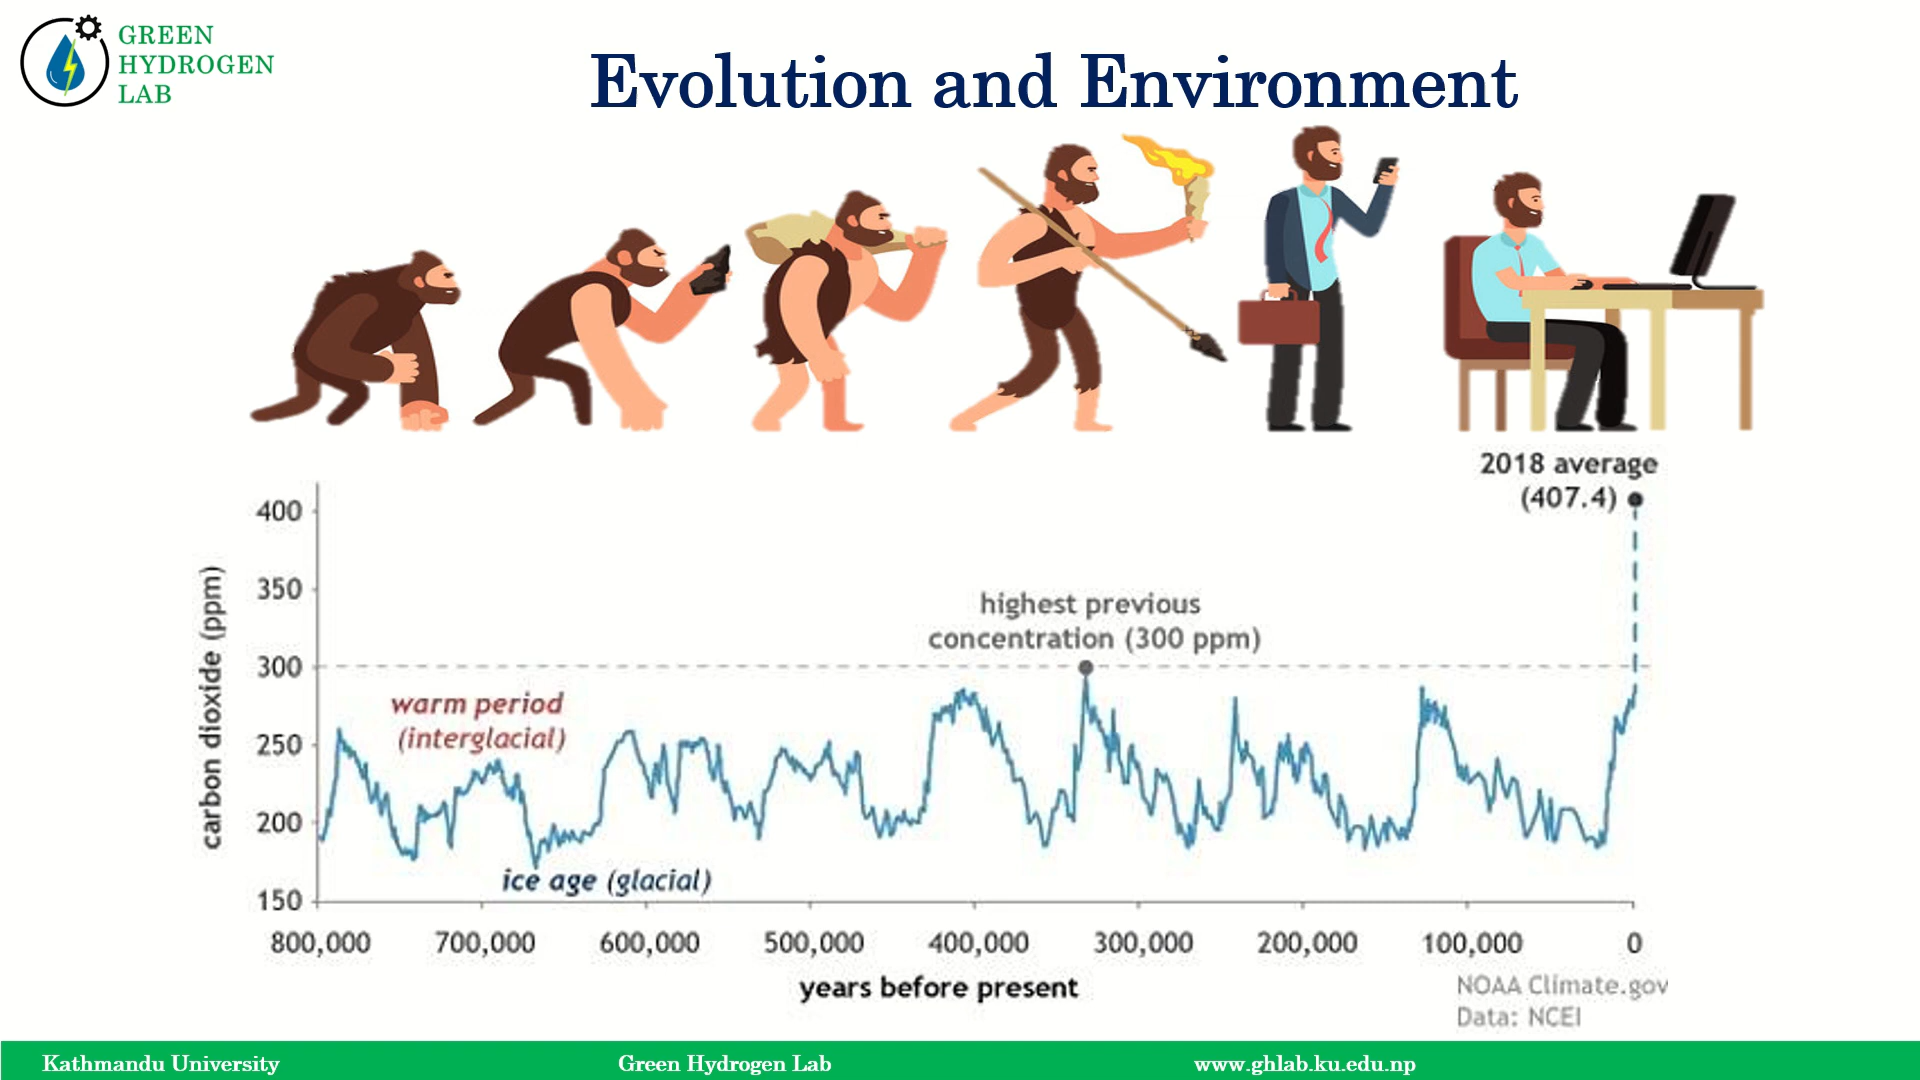 GREEN
HYDROGEN
LAB
Evolution and Environment
2018 average
(407.4)
400
350
300
250
200
150
carbon dioxide (ppm)
highest previous
concentration (300 ppm)
warm period
(interglacial)
ice age (glacial)
800,000 700,000 600,000 500,000 400,000 300,000 200,000 100,000 0
years before present
NOAA Climate.gov
Data: NCEI
Kathmandu University Green Hydrogen Lab www.ghlab.ku.edu.np